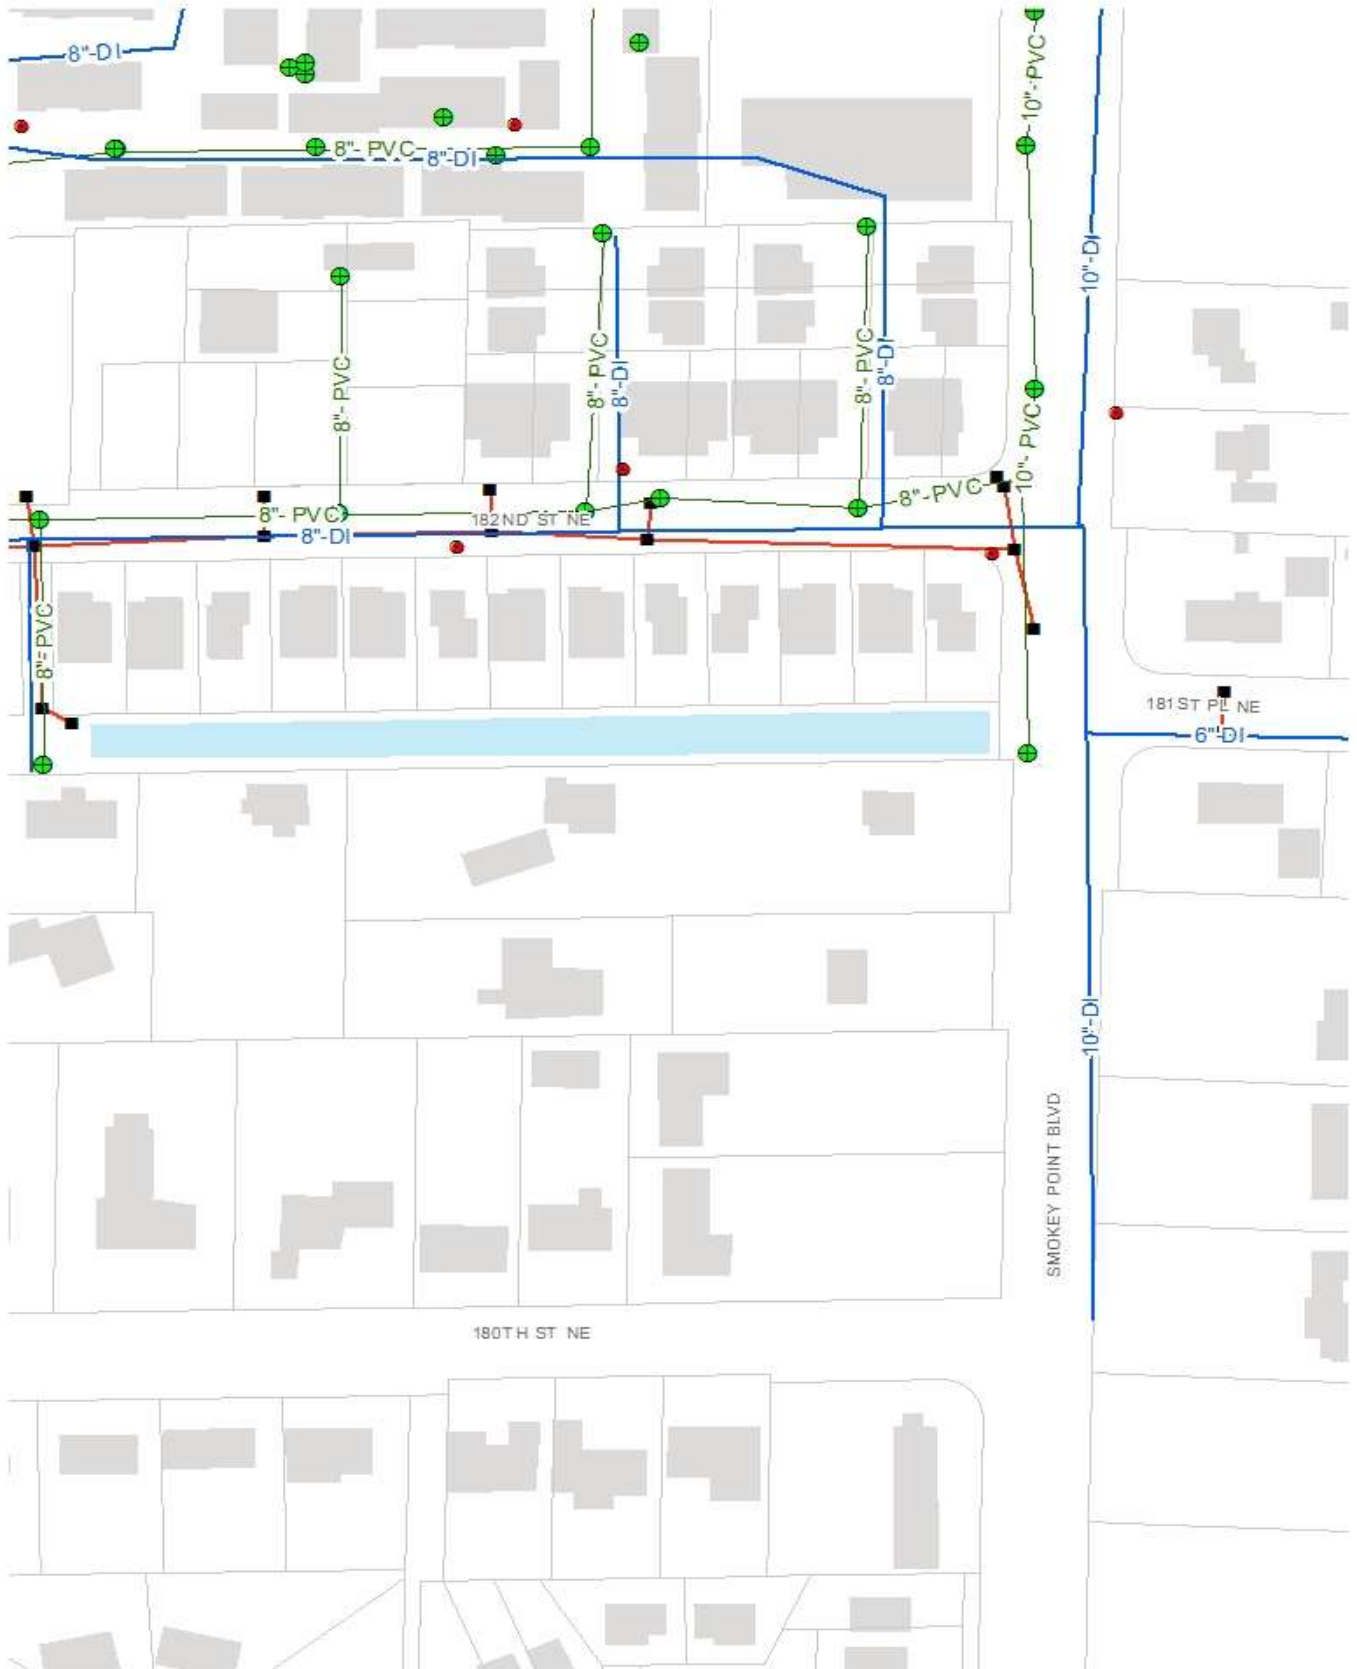 8"-DI
10"- PVC
8"- PVC
8"-DI
10"-DI
8"- PVC
8"- PVC
8"-DI
8"- PVC
8"-DI
10"- PVC
8"-PVC
8"- PVC
182ND ST NE
8"-DI
8"-PVC
181ST PL NE
6"-DI
10"-DI
SMOKEY POINT BLVD
180TH ST NE